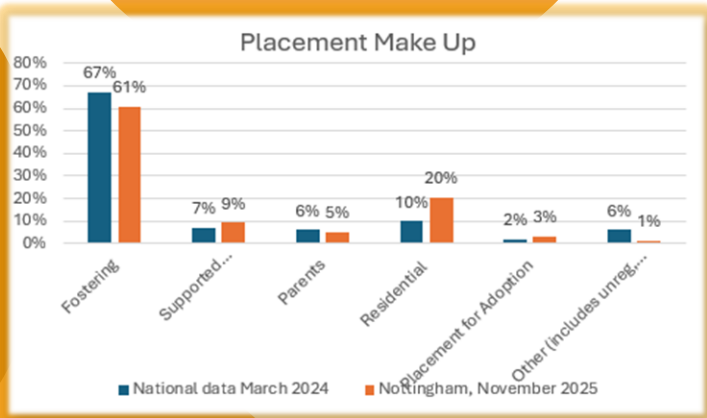 Placement Make Up
80%
70%
60%
50%
40%
30%
20%
10%
0%
67%
61%
7%
9%
6%
5%
10%
20%
2%
3%
6%
1%
Fostering
Supported...
Parents
Residential
Placement for Adoption
Other (includes unreg,...
National data March 2024
Nottingham, November 2025